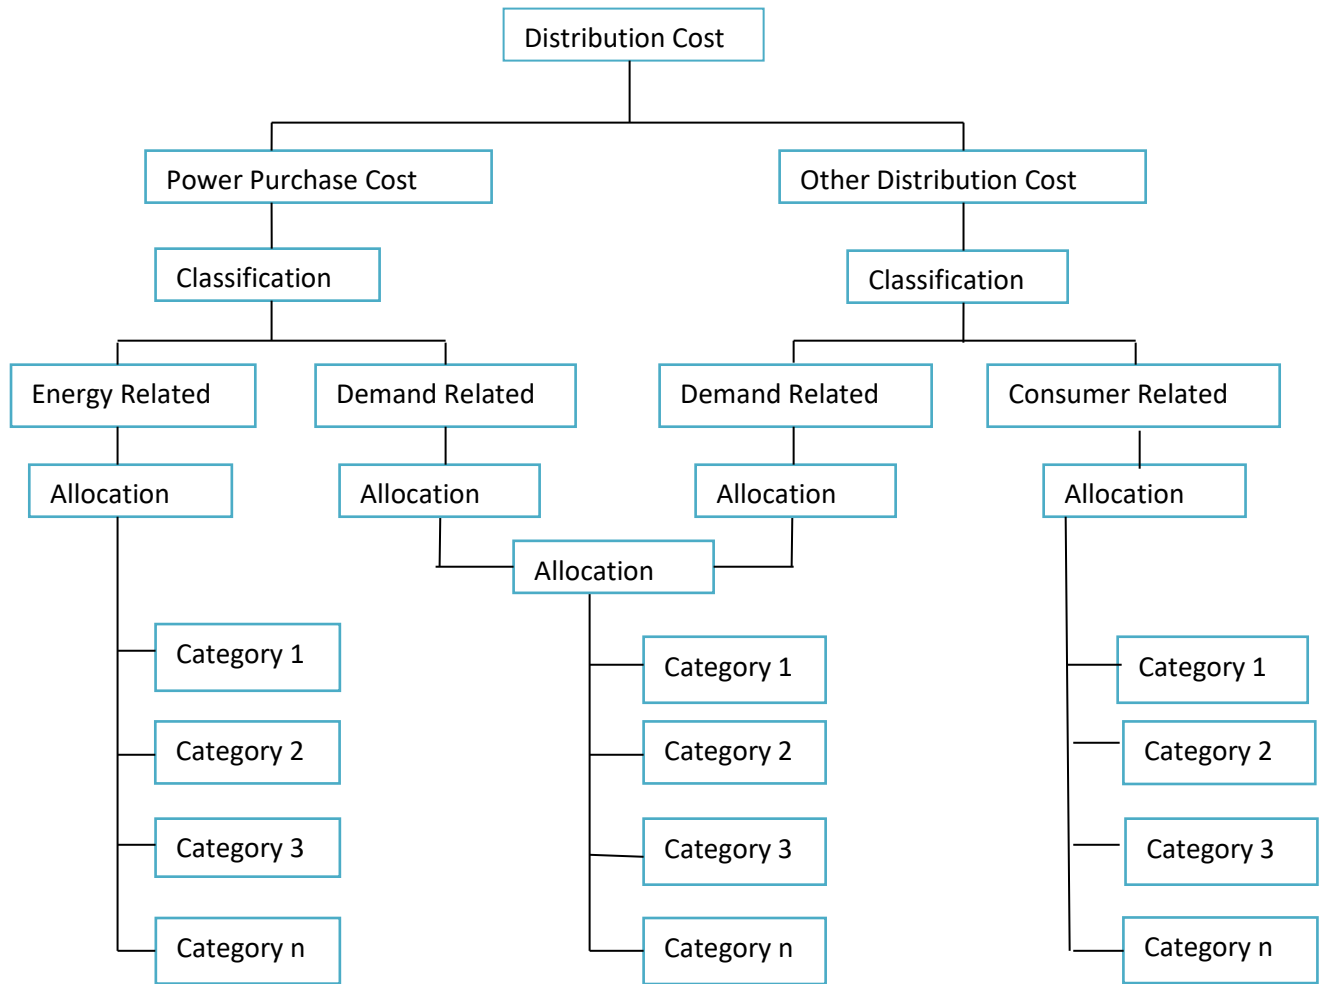 Distribution Cost
Power Purchase Cost
Other Distribution Cost
Classification
Classification
Energy Related
Demand Related
Demand Related
Consumer Related
Allocation
Allocation
Allocation
Allocation
Allocation
Category 1
Category 1
Category 1
Category 2
Category 2
Category 2
Category 3
Category 3
Category 3
Category n
Category n
Category n